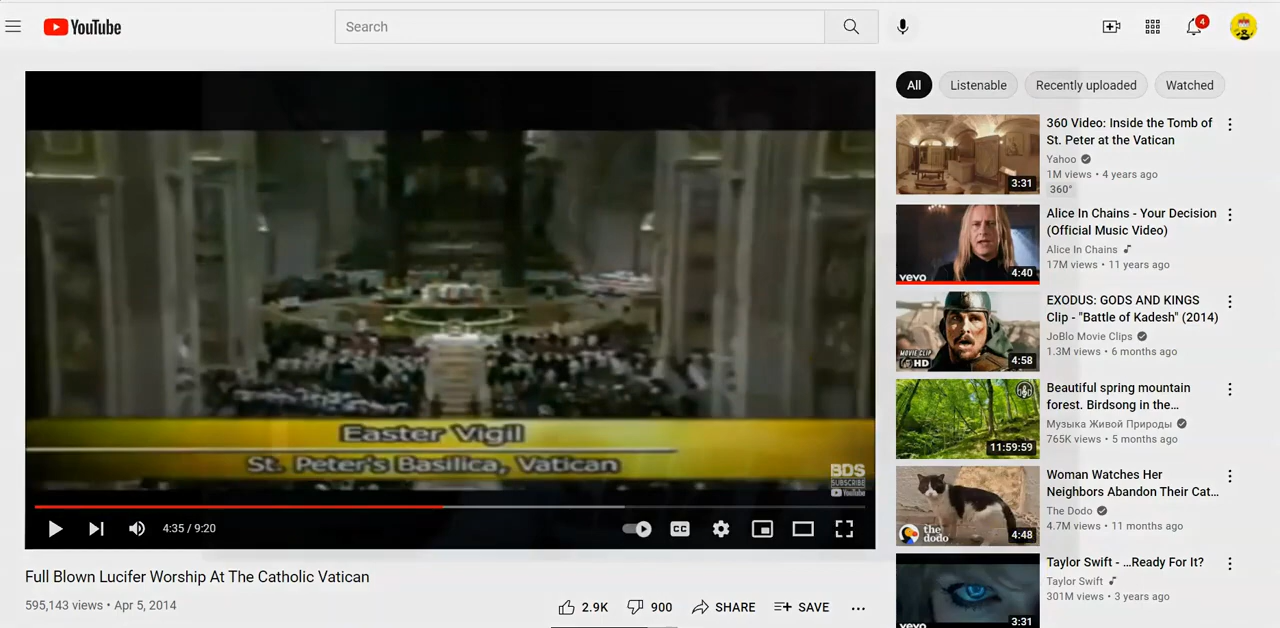 YouTube
Search
4
All
Listenable
Recently uploaded
Watched
Easter Vigil
St. Peter's Basilica, Vatican
BDS
SUBSCRIBE
YouTube
4:35 / 9:20
CC
Full Blown Lucifer Worship At The Catholic Vatican
595,143 views • Apr 5, 2014
2.9K
900
SHARE
SAVE
3:31
360 Video: Inside the Tomb of
St. Peter at the Vatican
Yahoo
1M views • 4 years ago
360°
vevo
4:40
Alice In Chains - Your Decision
(Official Music Video)
Alice In Chains
17M views • 11 years ago
MOVIE CLIP
HD
4:58
EXODUS: GODS AND KINGS
Clip - "Battle of Kadesh" (2014)
JoBlo Movie Clips
1.3M views • 6 months ago
11:59:59
Beautiful spring mountain
forest. Birdsong in the...
Музыка Живой Природы
765K views • 5 months ago
the
dodo
4:48
Woman Watches Her
Neighbors Abandon Their Cat...
The Dodo
4.7M views • 11 months ago
vevo
3:31
Taylor Swift - ...Ready For It?
Taylor Swift
301M views • 3 years ago